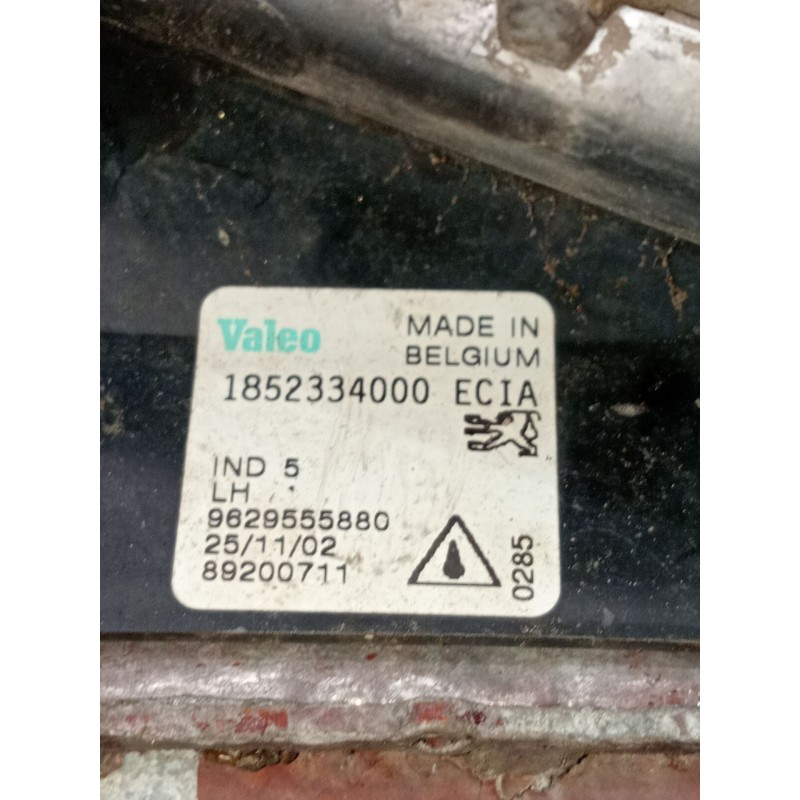 Valeo MADE IN
BELGIUM
1852334000 ECIA
IND 5
LH
9629555880
25/11/02
89200711
0285